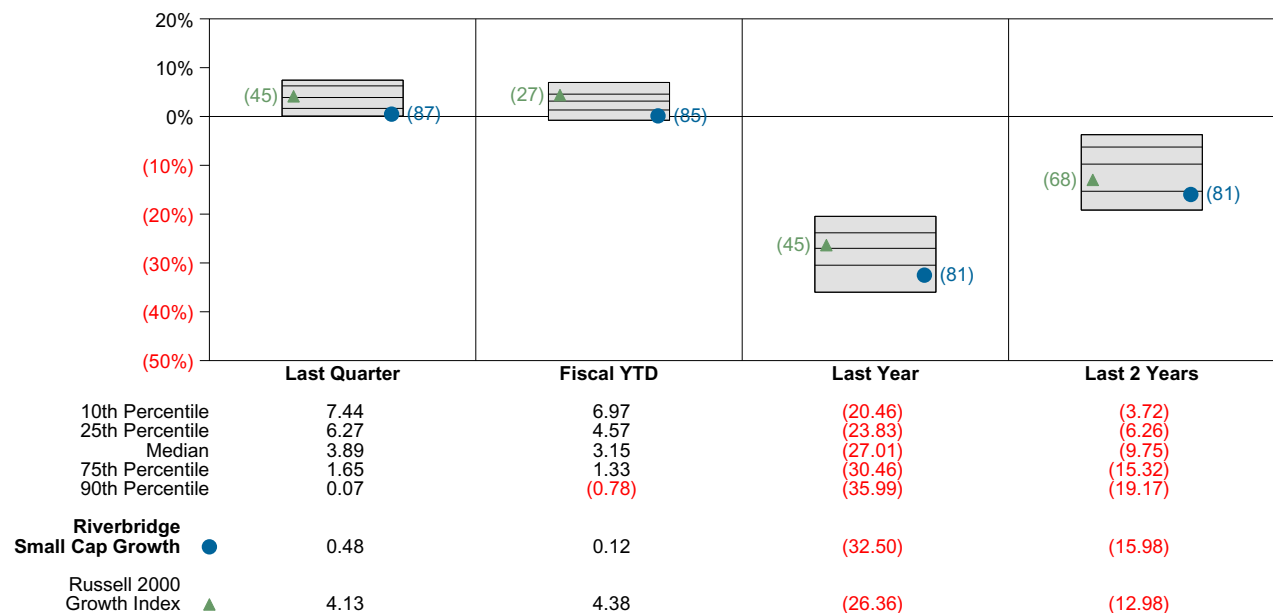 20%
10%
(45) (87) (27) (85)
0%
(10%)
(68) (81)
(20%)
(45) (81)
(30%)
(40%)
(50%)
Last Quarter Fiscal YTD Last Year Last 2 Years
10th Percentile 7.44 6.97 (20.46) (3.72)
25th Percentile 6.27 4.57 (23.83) (6.26)
Median 3.89 3.15 (27.01) (9.75)
75th Percentile 1.65 1.33 (30.46) (15.32)
90th Percentile 0.07 (0.78) (35.99) (19.17)
Riverbridge
Small Cap Growth 0.48 0.12 (32.50) (15.98)
Russell 2000
Growth Index 4.13 4.38 (26.36) (12.98)